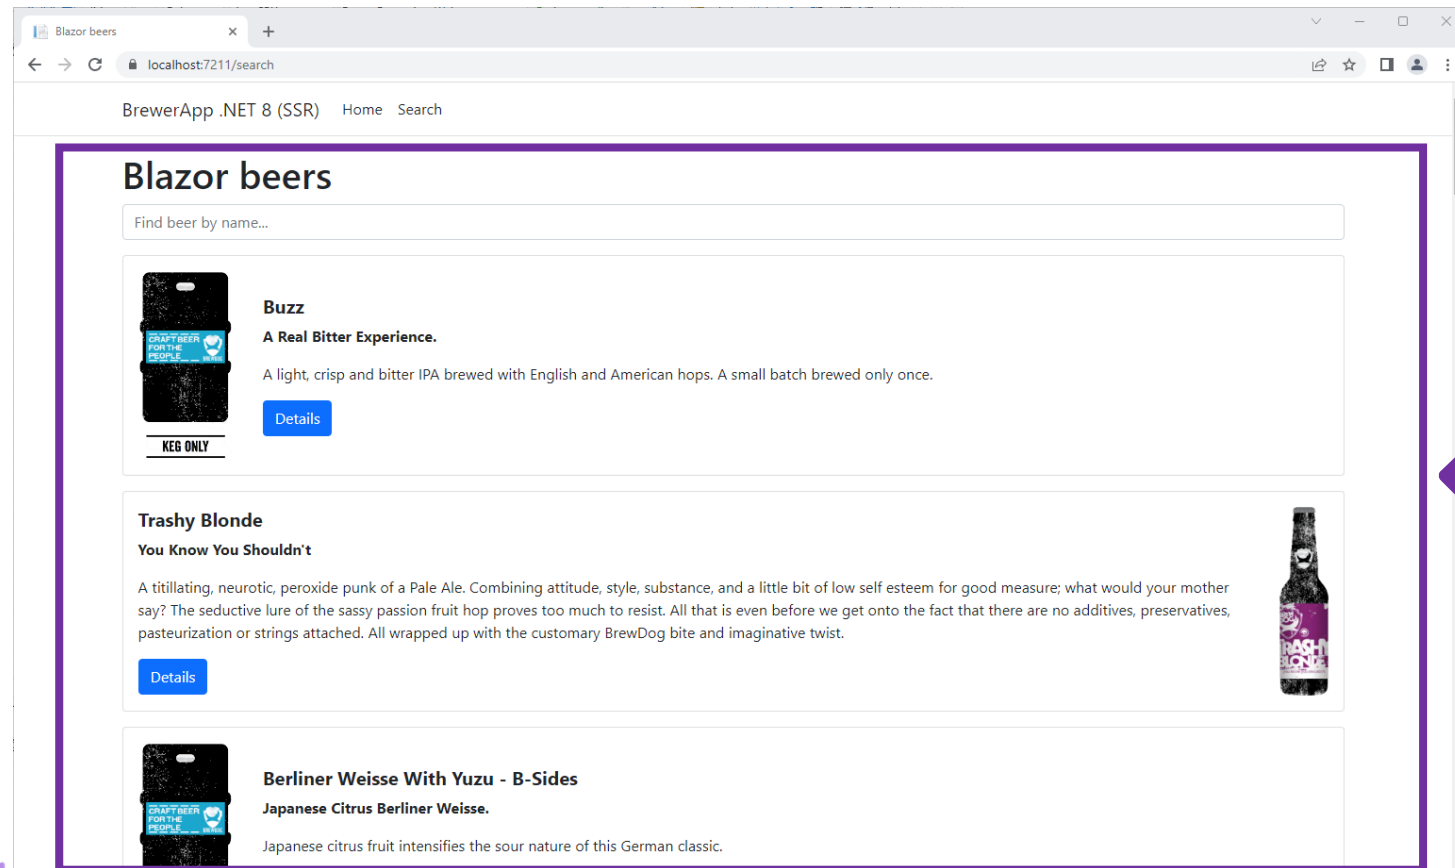 Blazor beers
localhost:7211/search
BrewerApp .NET 8 (SSR) Home Search
Blazor beers
Find beer by name...
CRAFT BEER
FOR THE
PEOPLE
KEG ONLY
Buzz
A Real Bitter Experience.
A light, crisp and bitter IPA brewed with English and American hops. A small batch brewed only once.
Details
Trashy Blonde
You Know You Shouldn't
A titillating, neurotic, peroxide punk of a Pale Ale. Combining attitude, style, substance, and a little bit of low self esteem for good measure; what would your mother
say? The seductive lure of the sassy passion fruit hop proves too much to resist. All that is even before we get onto the fact that there are no additives, preservatives,
pasteurization or strings attached. All wrapped up with the customary BrewDog bite and imaginative twist.
Details
CRAFT BEER
FOR THE
PEOPLE
Berliner Weisse With Yuzu - B-Sides
Japanese Citrus Berliner Weisse.
Japanese citrus fruit intensifies the sour nature of this German classic.